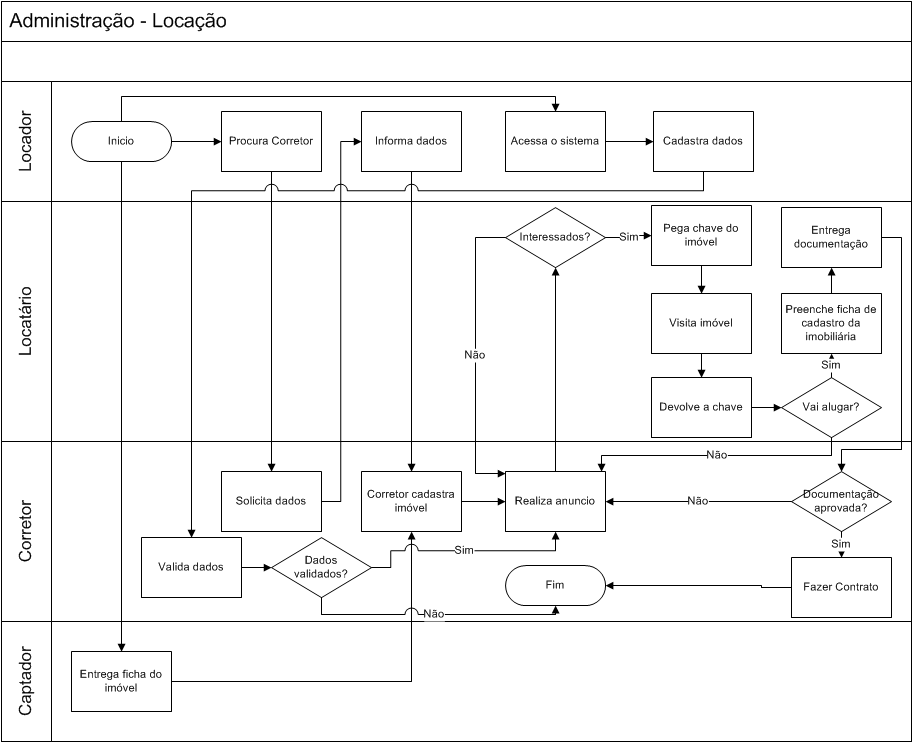 Administração - Locação
Locador
Inicio
Procura Corretor
Informa dados
Acessa o sistema
Cadastra dados
Locatário
Interessados?
Sim
Pega chave do
imóvel
Entrega
documentação
Visita imóvel
Preenche ficha de
cadastro da
imobiliária
Não
Sim
Devolve a chave
Vai alugar?
Corretor
Não
Solicita dados
Corretor cadastra
imóvel
Realiza anuncio
Não
Documentação
aprovada?
Sim
Valida dados
Dados
validados?
Sim
Fim
Fazer Contrato
Não
Captador
Entrega ficha do
imóvel